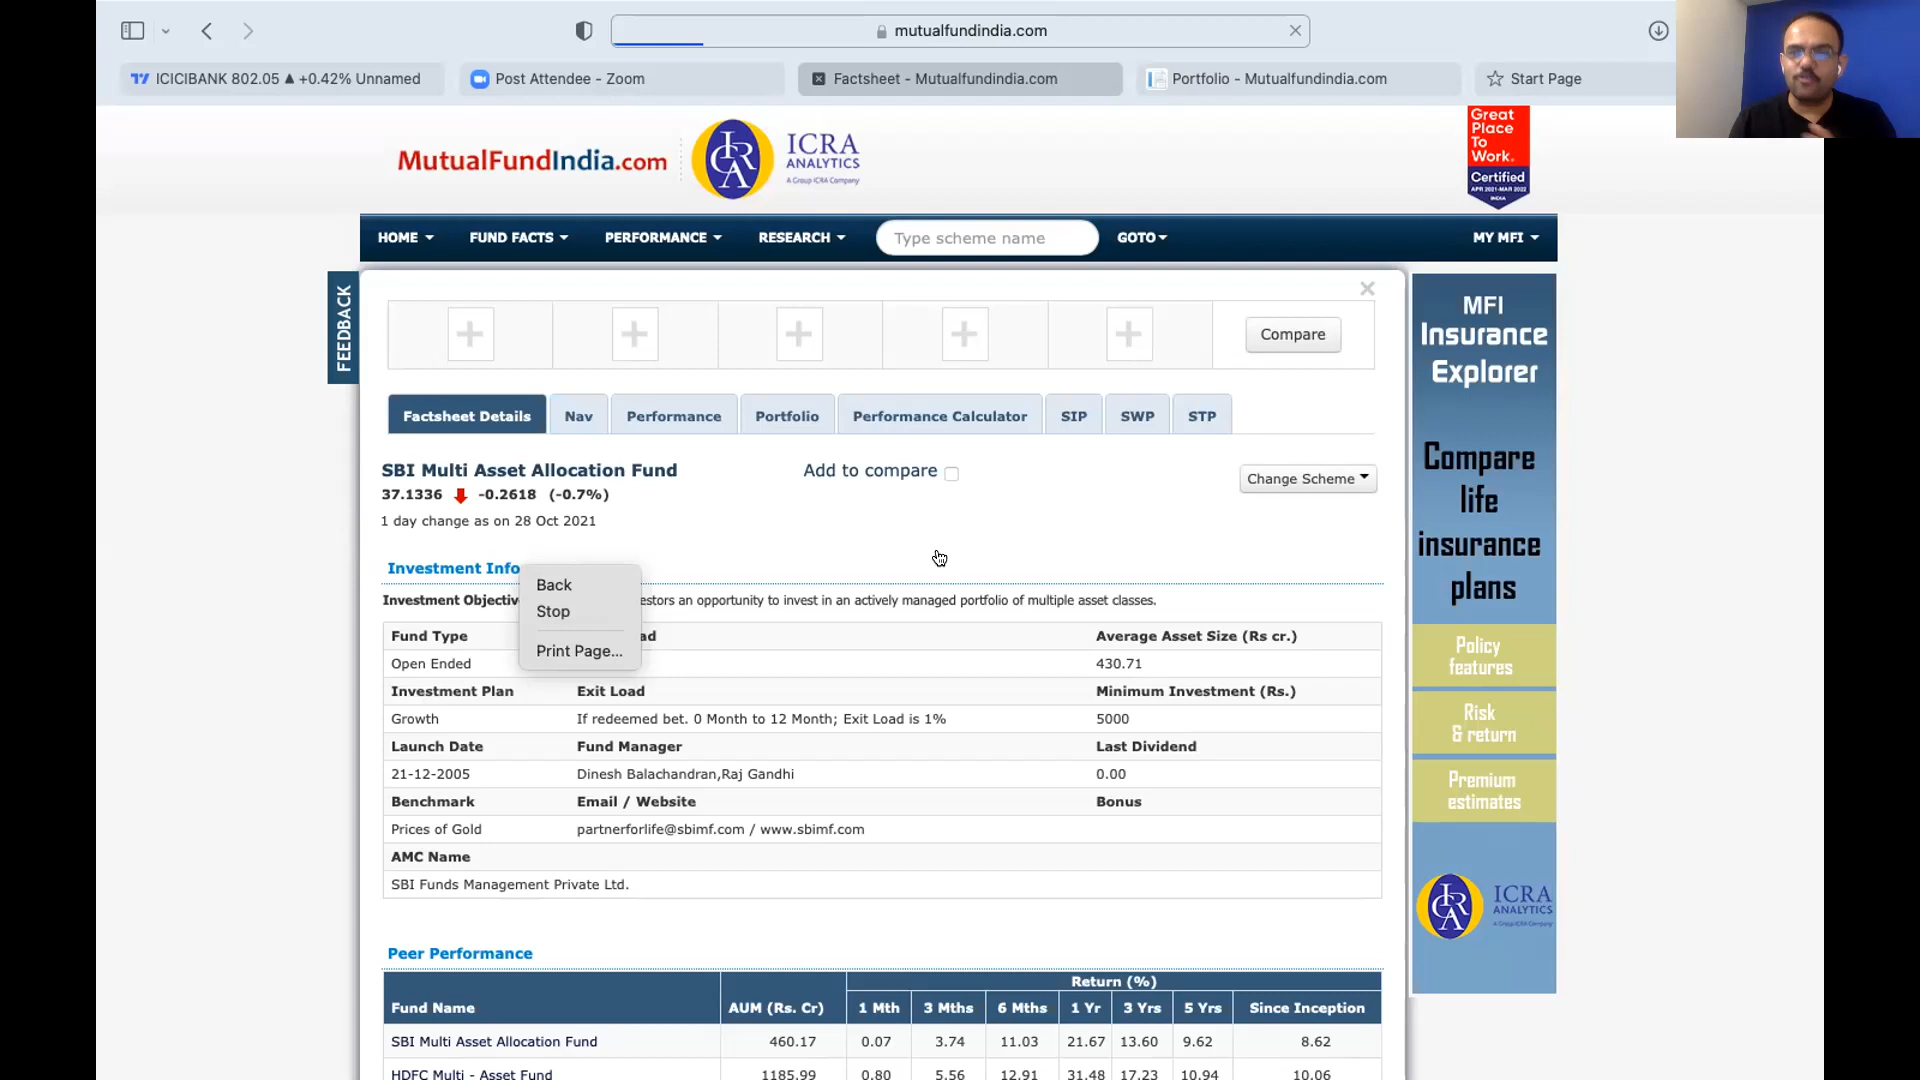 mutualfundindia.com
ICICIBANK 802.05 ▲ +0.42% Unnamed
Post Attendee - Zoom
Factsheet - Mutualfundindia.com
Portfolio - Mutualfundindia.com
Start Page
MutualFundIndia.com
ICRA
ANALYTICS
A Group ICRA Company
Great
Place
To
Work.
Certified
APR 2021-MAR 2022
INDIA
HOME
FUND FACTS
PERFORMANCE
RESEARCH
Type scheme name
GOTO
MY MFI
FEEDBACK
Compare
Factsheet Details
Nav
Performance
Portfolio
Performance Calculator
SIP
SWP
STP
SBI Multi Asset Allocation Fund
Add to compare
Change Scheme
37.1336 -0.2618 (-0.7%)
1 day change as on 28 Oct 2021
Investment Info
Back
Stop
Print Page...
Investment Objectiv estors an opportunity to invest in an actively managed portfolio of multiple asset classes.
Fund Type ad Average Asset Size (Rs cr.)
Open Ended 430.71
Investment Plan Exit Load Minimum Investment (Rs.)
Growth If redeemed bet. 0 Month to 12 Month; Exit Load is 1% 5000
Launch Date Fund Manager Last Dividend
21-12-2005 Dinesh Balachandran,Raj Gandhi 0.00
Benchmark Email / Website Bonus
Prices of Gold partnerforlife@sbimf.com / www.sbimf.com
AMC Name
SBI Funds Management Private Ltd.
Peer Performance
Return (%)
Fund Name AUM (Rs. Cr) 1 Mth 3 Mths 6 Mths 1 Yr 3 Yrs 5 Yrs Since Inception
SBI Multi Asset Allocation Fund 460.17 0.07 3.74 11.03 21.67 13.60 9.62 8.62
HDFC Multi - Asset Fund 1185.99 0.80 5.56 12.91 31.48 17.23 10.94 10.06
MFI
Insurance
Explorer
Compare
life
insurance
plans
Policy
features
Risk
& return
Premium
estimates
ICRA
ANALYTICS
A Group ICRA Company